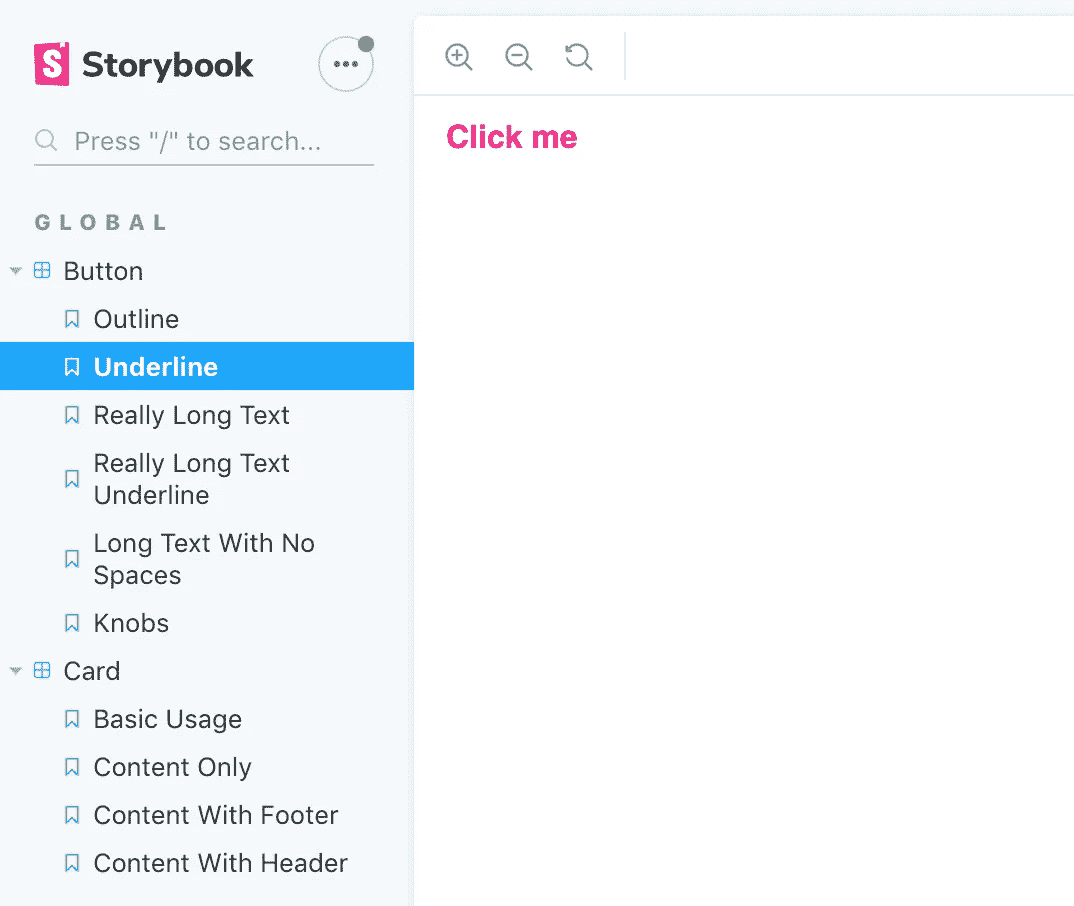 Storybook
Press "/" to search...
GLOBAL
Button
Outline
Underline
Really Long Text
Really Long Text
Underline
Long Text With No
Spaces
Knobs
Card
Basic Usage
Content Only
Content With Footer
Content With Header
Click me